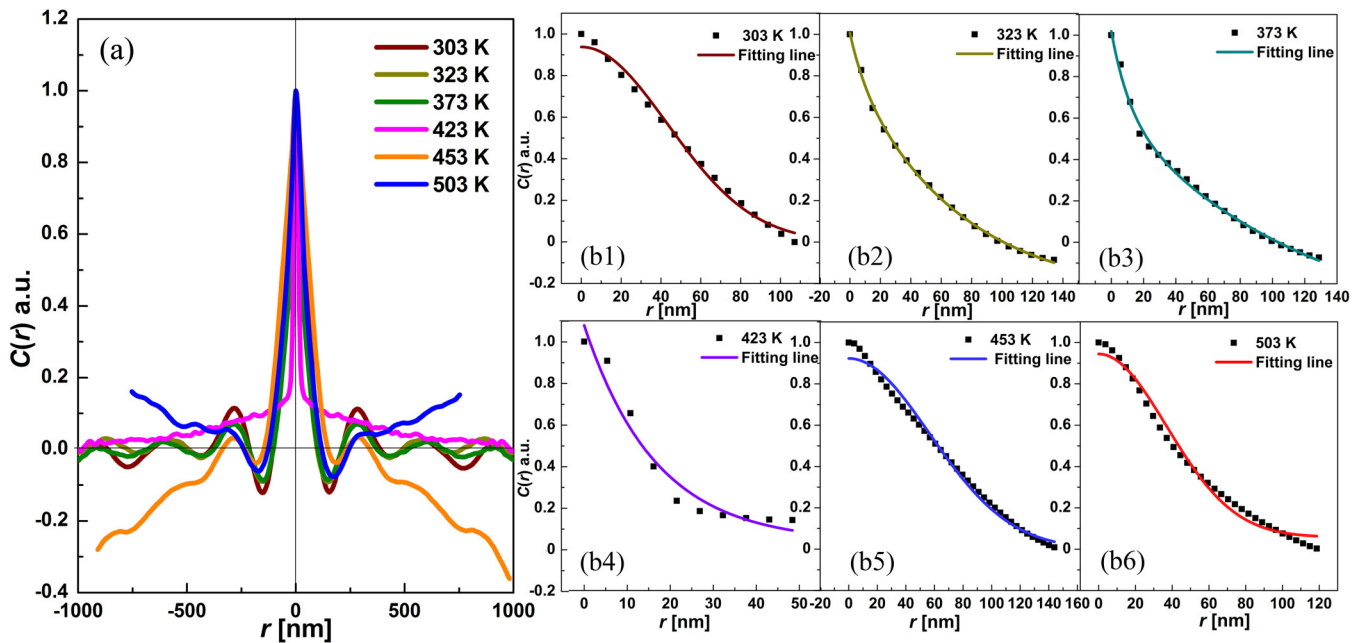 (a)
303 K
323 K
373 K
423 K
453 K
503 K
1.2
1.0
0.8
0.6
0.4
0.2
0.0
-0.2
-0.4
C(r) a.u.
-1000 -500 0 500 1000
r [nm]
303 K
Fitting line
(b1)
1.0
0.8
0.6
0.4
0.2
0
-0.2
C(r) a.u.
0 20 40 60 80 100
r [nm]
323 K
Fitting line
(b2)
-20 0 20 40 60 80 100 120 140
r [nm]
373 K
Fitting line
(b3)
0 20 40 60 80 100 120 140
r [nm]
423 K
Fitting line
(b4)
1.0
0.8
0.6
0.4
0.2
0
-0.2
C(r) a.u.
0 10 20 30 40 50
r [nm]
453 K
Fitting line
(b5)
-20 0 20 40 60 80 100 120 140 160
r [nm]
503 K
Fitting line
(b6)
0 20 40 60 80 100 120
r [nm]